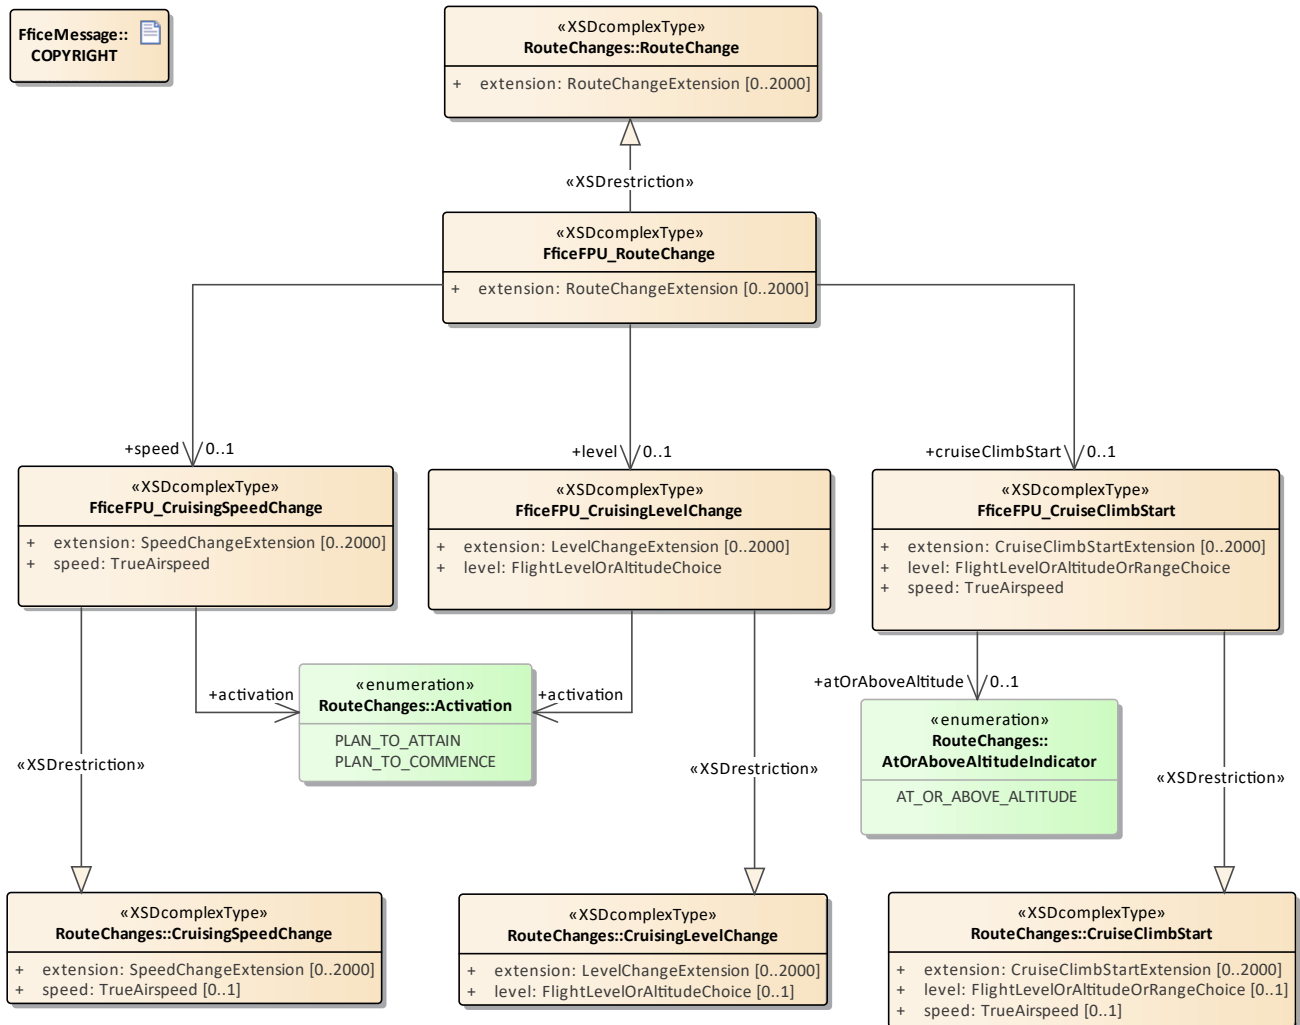 FficeMessage::
COPYRIGHT
«XSDcomplexType»
RouteChanges::RouteChange
+ extension: RouteChangeExtension [0..2000]
«XSDrestriction»
«XSDcomplexType»
FficeFPU_RouteChange
+ extension: RouteChangeExtension [0..2000]
+speed 0..1
+level 0..1
+cruiseClimbStart 0..1
«XSDcomplexType»
FficeFPU_CruisingSpeedChange
+ extension: SpeedChangeExtension [0..2000]
+ speed: TrueAirspeed
«XSDcomplexType»
FficeFPU_CruisingLevelChange
+ extension: LevelChangeExtension [0..2000]
+ level: FlightLevelOrAltitudeChoice
«XSDcomplexType»
FficeFPU_CruiseClimbStart
+ extension: CruiseClimbStartExtension [0..2000]
+ level: FlightLevelOrAltitudeOrRangeChoice
+ speed: TrueAirspeed
+activation
«enumeration»
RouteChanges::Activation
PLAN_TO_ATTAIN
PLAN_TO_COMMENCE
+activation
+atOrAboveAltitude 0..1
«enumeration»
RouteChanges::
AtOrAboveAltitudeIndicator
AT_OR_ABOVE_ALTITUDE
«XSDrestriction»
«XSDrestriction»
«XSDrestriction»
«XSDcomplexType»
RouteChanges::CruisingSpeedChange
+ extension: SpeedChangeExtension [0..2000]
+ speed: TrueAirspeed [0..1]
«XSDcomplexType»
RouteChanges::CruisingLevelChange
+ extension: LevelChangeExtension [0..2000]
+ level: FlightLevelOrAltitudeChoice [0..1]
«XSDcomplexType»
RouteChanges::CruiseClimbStart
+ extension: CruiseClimbStartExtension [0..2000]
+ level: FlightLevelOrAltitudeOrRangeChoice [0..1]
+ speed: TrueAirspeed [0..1]